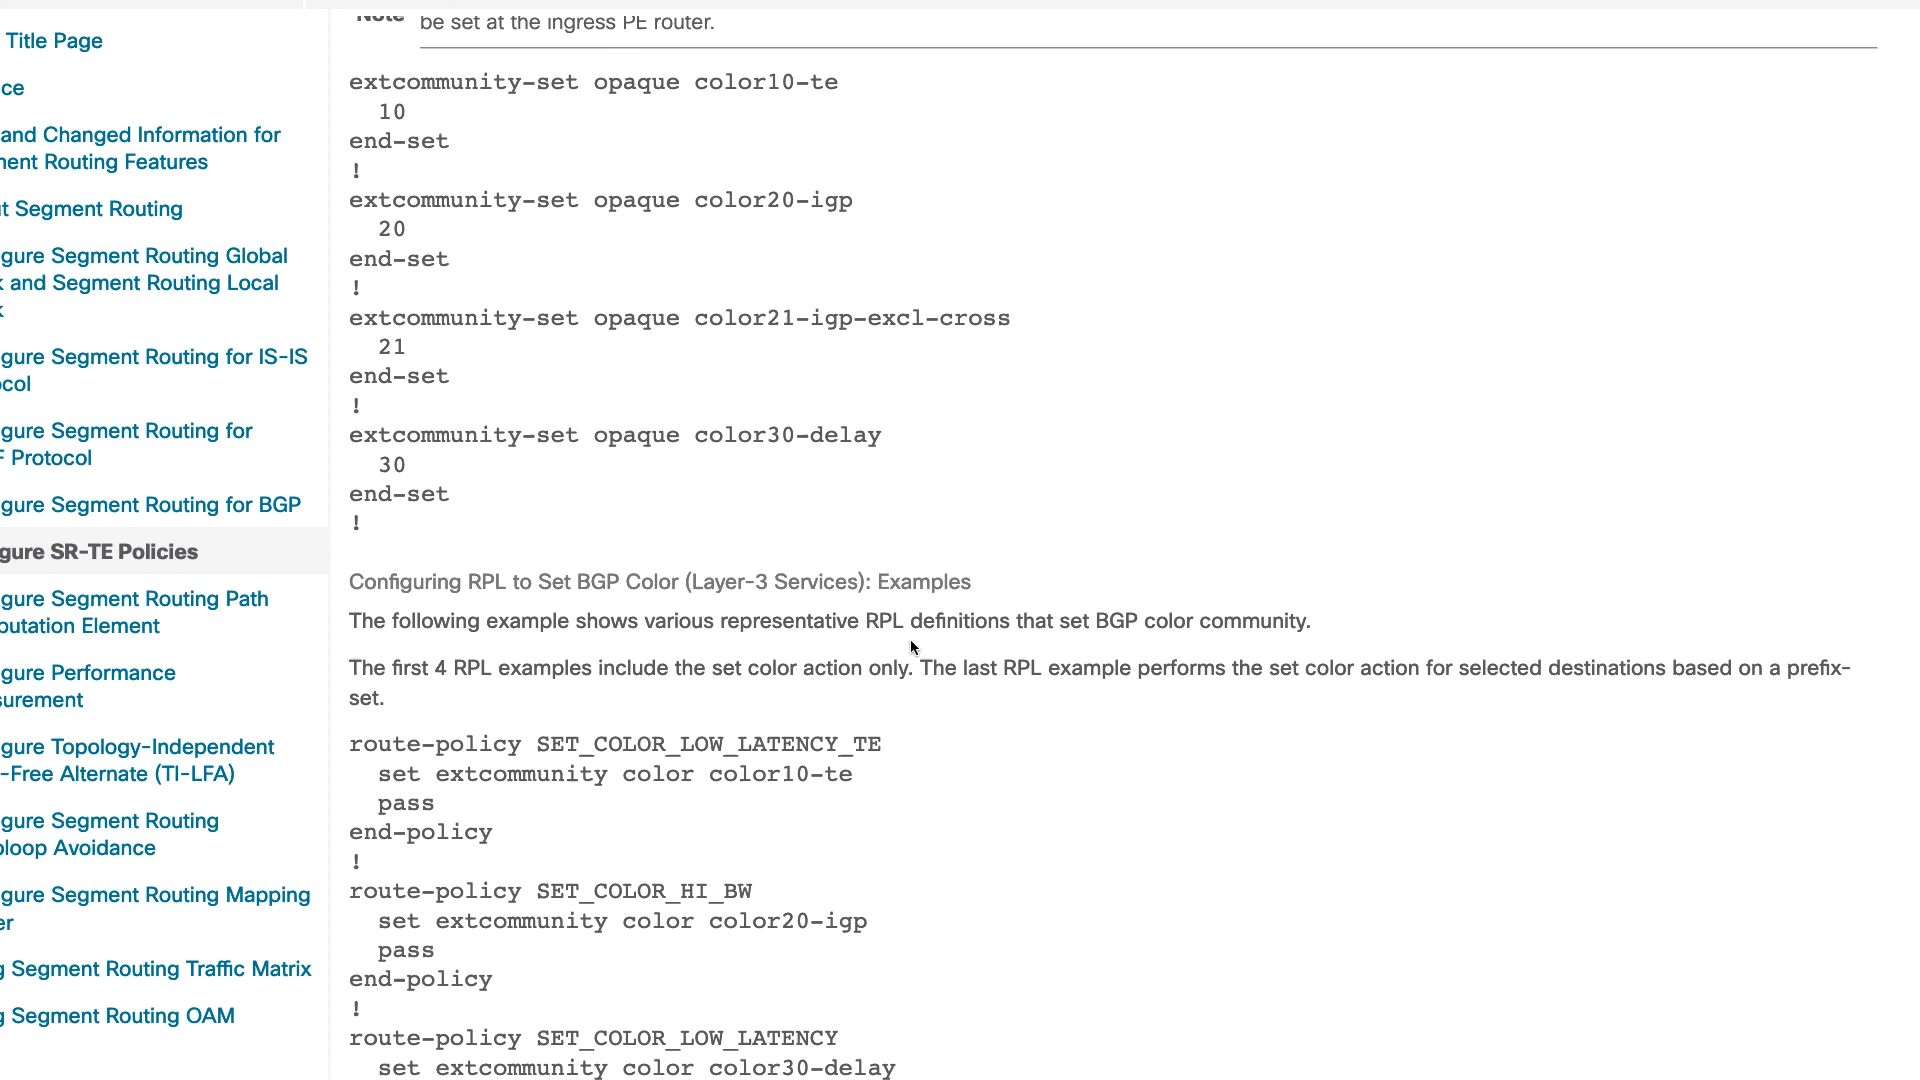 Title Page
ce
and Changed Information for
ment Routing Features
t Segment Routing
gure Segment Routing Global
k and Segment Routing Local
k
gure Segment Routing for IS-IS
ocol
gure Segment Routing for
F Protocol
gure Segment Routing for BGP
gure SR-TE Policies
gure Segment Routing Path
putation Element
gure Performance
surement
gure Topology-Independent
-Free Alternate (TI-LFA)
gure Segment Routing
oloop Avoidance
gure Segment Routing Mapping
er
g Segment Routing Traffic Matrix
g Segment Routing OAM
Note be set at the ingress PE router.
extcommunity-set opaque color10-te
10
end-set
!
extcommunity-set opaque color20-igp
20
end-set
!
extcommunity-set opaque color21-igp-excl-cross
21
end-set
!
extcommunity-set opaque color30-delay
30
end-set
!
Configuring RPL to Set BGP Color (Layer-3 Services): Examples
The following example shows various representative RPL definitions that set BGP color community.
The first 4 RPL examples include the set color action only. The last RPL example performs the set color action for selected destinations based on a prefix-
set.
route-policy SET_COLOR_LOW_LATENCY_TE
set extcommunity color color10-te
pass
end-policy
!
route-policy SET_COLOR_HI_BW
set extcommunity color color20-igp
pass
end-policy
!
route-policy SET_COLOR_LOW_LATENCY
set extcommunity color color30-delay